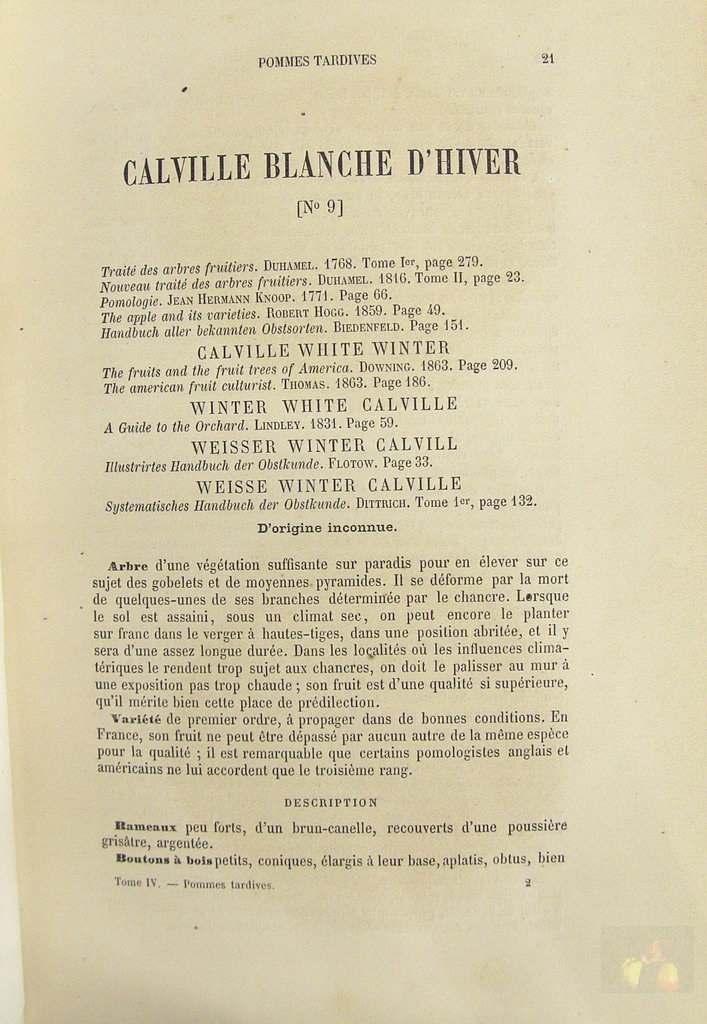 POMMES TARDIVES 21
CALVILLE BLANCHE D'HIVER
[No 9]
Traité des arbres fruitiers. DUHAMEL. 1768. Tome Ier, page 279.
Nouveau traité des arbres fruitiers. DUHAMEL. 1816. Tome II, page 23.
Pomologie. JEAN HERMANN KNOOP. 1771. Page 66.
The apple and its varieties. ROBERT HOGG. 1859. Page 49.
Handbuch aller bekannten Obstsorten. BIEDENFELD. Page 151.
CALVILLE WHITE WINTER
The fruits and the fruit trees of America. DOWNING. 1863. Page 209.
The american fruit culturist. THOMAS. 1863. Page 186.
WINTER WHITE CALVILLE
A Guide to the Orchard. LINDLEY. 1831. Page 59.
WEISSER WINTER CALVILL
Illustrirtes Handbuch der Obstkunde. FLOTOW. Page 33.
WEISSE WINTER CALVILLE
Systematisches Handbuch der Obstkunde. DITTRICH. Tome 1er, page 132.
D'origine inconnue.
Arbre d'une végétation suffisante sur paradis pour en élever sur ce
sujet des gobelets et de moyennes pyramides. Il se déforme par la mort
de quelques-unes de ses branches déterminée par le chancre. Lorsque
le sol est assaini, sous un climat sec, on peut encore le planter
sur franc dans le verger à hautes-tiges, dans une position abritée, et il y
sera d'une assez longue durée. Dans les localités où les influences clima-
tériques le rendent trop sujet aux chancres, on doit le palisser au mur à
une exposition pas trop chaude ; son fruit est d'une qualité si supérieure,
qu'il mérite bien cette place de prédilection.
Variété de premier ordre, à propager dans de bonnes conditions. En
France, son fruit ne peut être dépassé par aucun autre de la même espèce
pour la qualité ; il est remarquable que certains pomologistes anglais et
américains ne lui accordent que le troisième rang.
DESCRIPTION
Rameaux peu forts, d'un brun-canelle, recouverts d'une poussière
grisâtre, argentée.
Boutons à bois petits, coniques, élargis à leur base, aplatis, obtus, bien
Tome IV. — Pommes tardives. 2